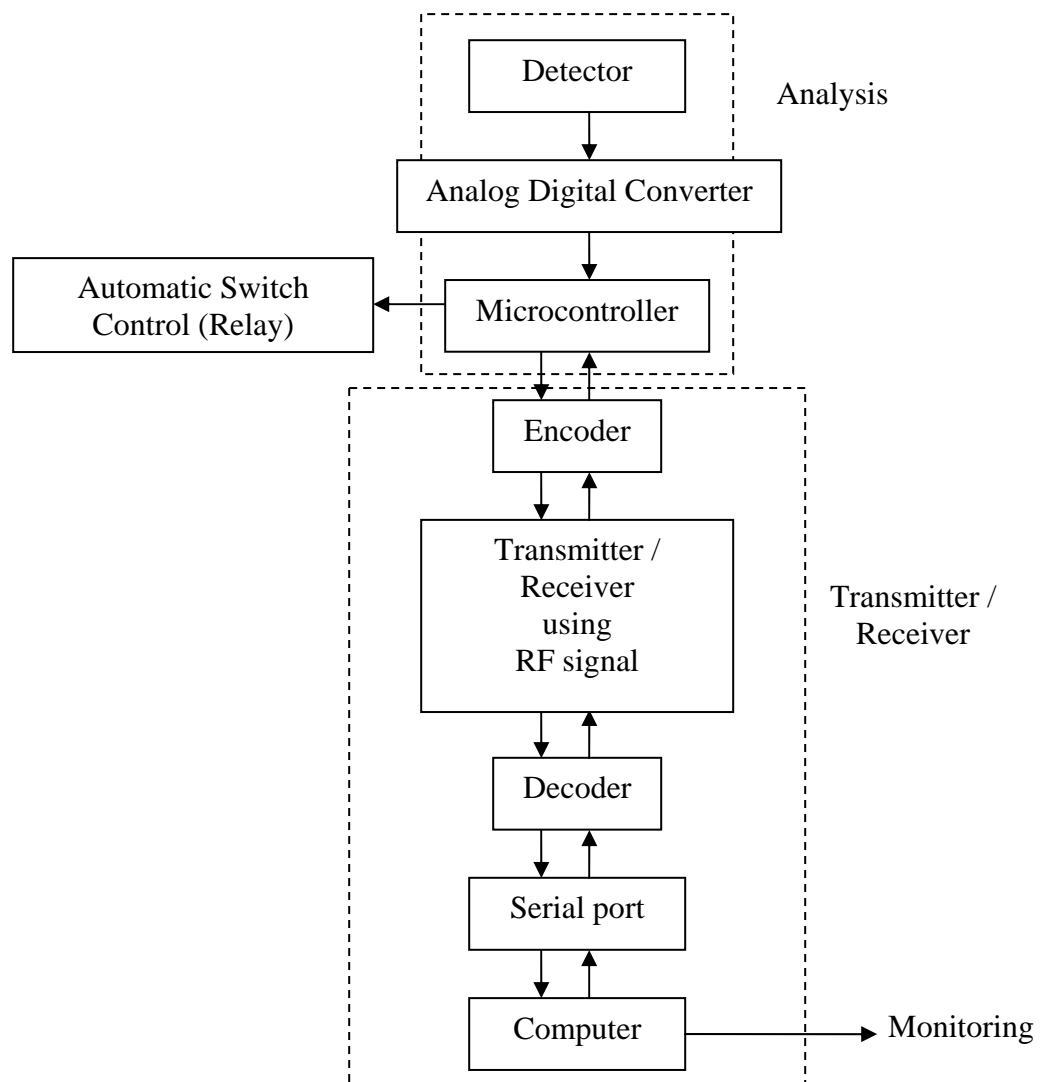 Detector
Analysis
Analog Digital Converter
Automatic Switch
Control (Relay)
Microcontroller
Encoder
Transmitter /
Receiver
using
RF signal
Transmitter /
Receiver
Decoder
Serial port
Computer
Monitoring